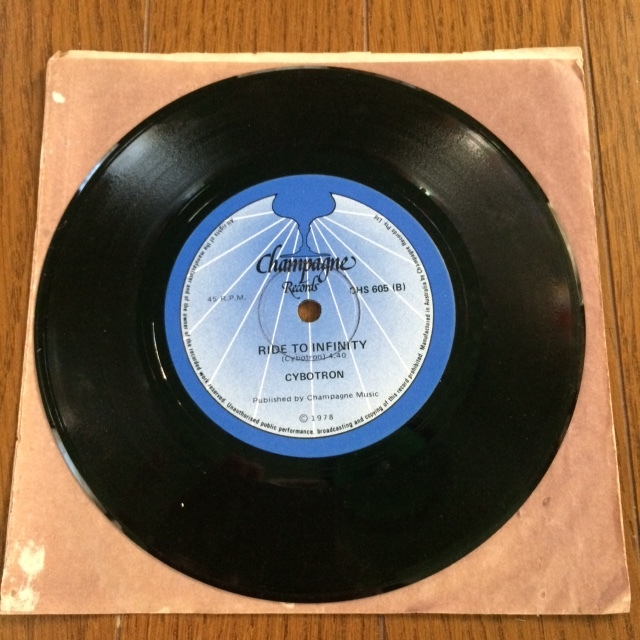 Champagne
Records
45 R.P.M.
CHS 605 (B)
RIDE TO INFINITY
(Cybotron) 4.40
CYBOTRON
Published by Champagne Music
© 1978
All rights of the manufacturer and of the owner of the recorded work reserved. Unauthorised public performance, broadcasting and copying of this record prohibited. Manufactured in Australia by Champagne Records Pty. Ltd.